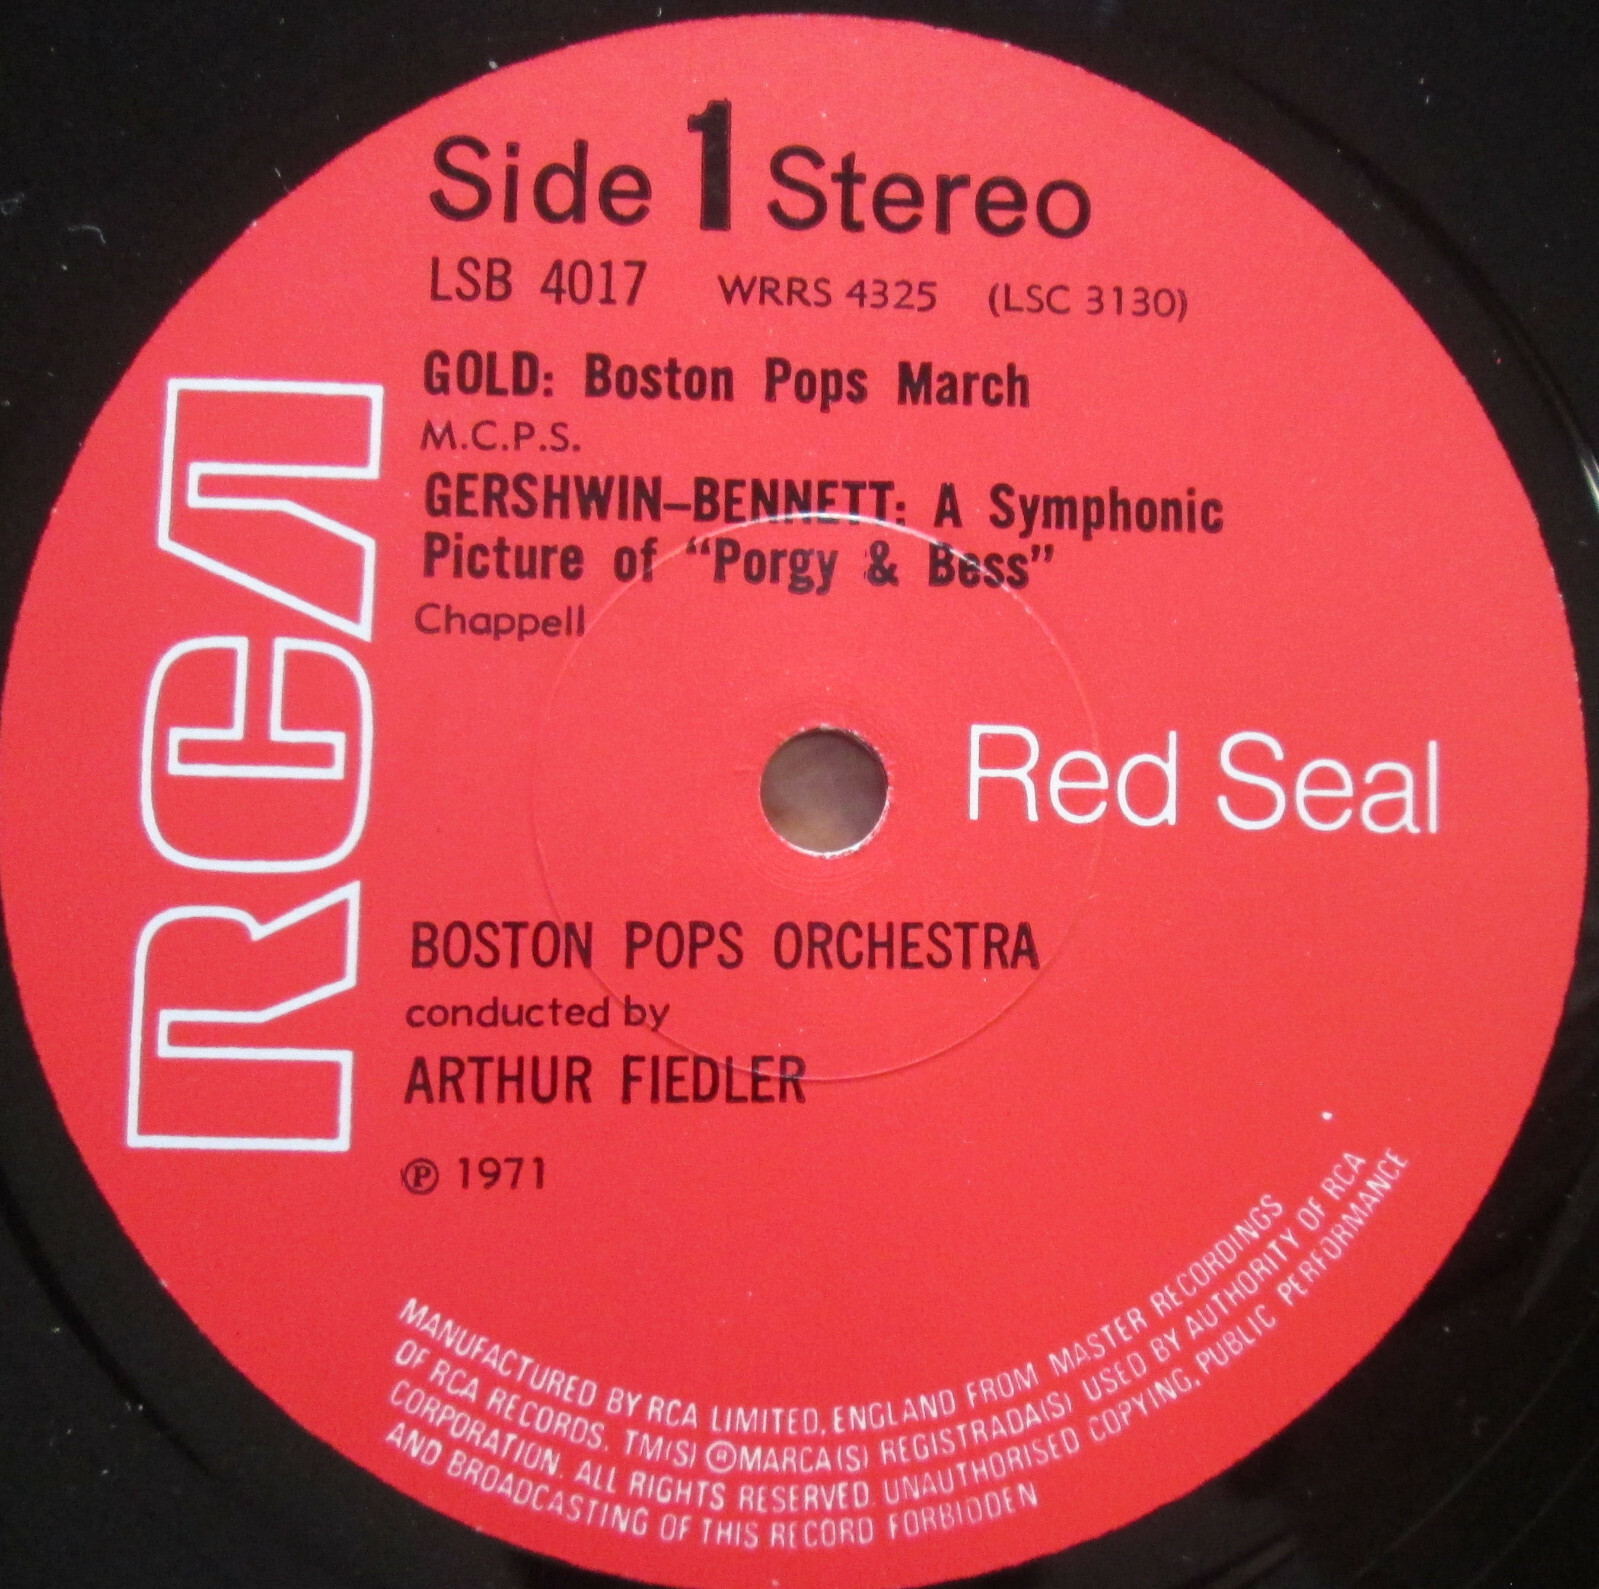 Side 1 Stereo
LSB 4017 WRRS 4325 (LSC 3130)
GOLD: Boston Pops March
M.C.P.S.
GERSHWIN–BENNETT: A Symphonic
Picture of “Porgy & Bess”
Chappell
RCA
Red Seal
BOSTON POPS ORCHESTRA
conducted by
ARTHUR FIEDLER
℗ 1971
MANUFACTURED BY RCA LIMITED, ENGLAND FROM MASTER RECORDINGS
OF RCA RECORDS. TM(S) ® MARCA(S) REGISTRADA(S) USED BY AUTHORITY OF RCA
CORPORATION. ALL RIGHTS RESERVED. UNAUTHORISED COPYING, PUBLIC PERFORMANCE
AND BROADCASTING OF THIS RECORD FORBIDDEN